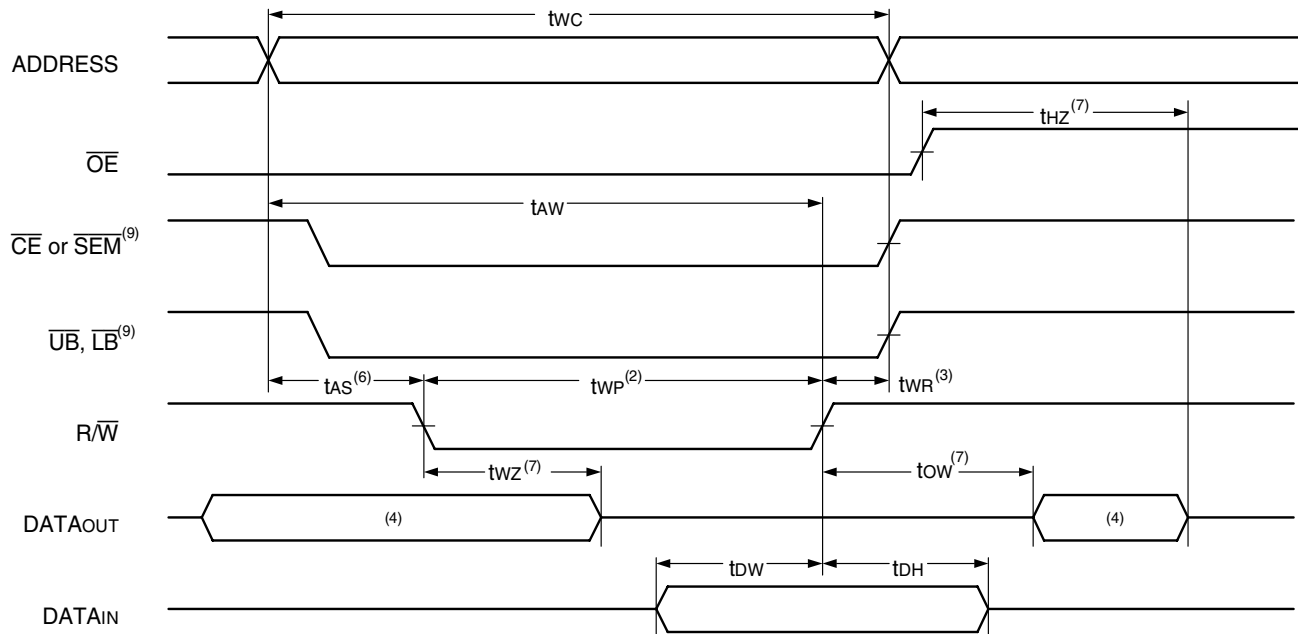 tWC
ADDRESS
tHZ(7)
OE
tAW
CE or SEM(9)
UB, LB(9)
tAS(6) tWP(2) tWR(3)
R/W
tWZ(7) tOW(7)
DATAOUT (4) (4)
tDW tDH
DATAIN